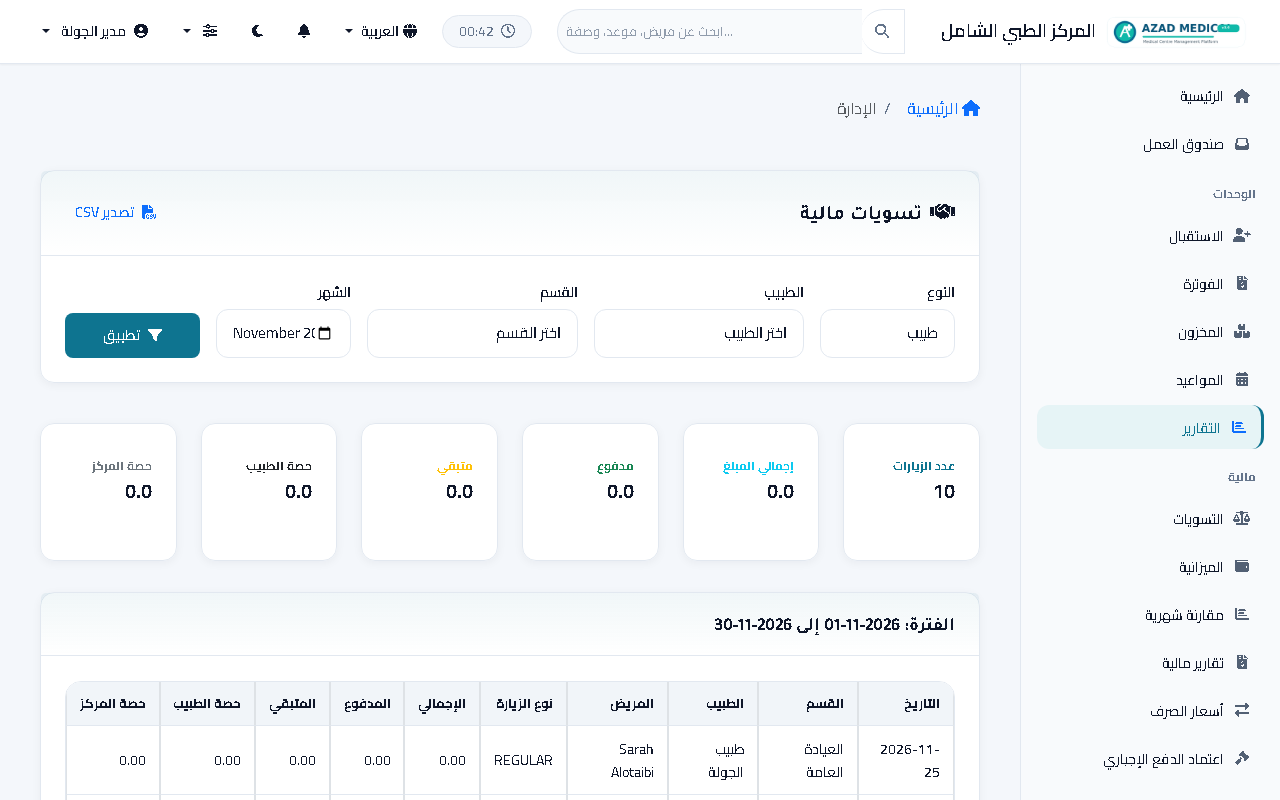 AZAD MEDIC
Medical Centre Management Platform
المركز الطبي الشامل
ابحث عن مريض، موعد، وصفة...
00:42
العربية
مدير الجولة
الرئيسية
صندوق العمل
الوحدات
الاستقبال
الفوترة
المخزون
المواعيد
التقارير
مالية
التسويات
الميزانية
مقارنة شهرية
تقارير مالية
أسعار الصرف
اعتماد الدفع الإجباري
الرئيسية / الإدارة
تسويات مالية
تصدير CSV
النوع الطبيب القسم الشهر
طبيب اختر الطبيب اختر القسم November 20 تطبيق
عدد الزيارات إجمالي المبلغ مدفوع متبقي حصة الطبيب حصة المركز
10 0.0 0.0 0.0 0.0 0.0
الفترة: 2026-11-01 إلى 2026-11-30
التاريخ القسم الطبيب المريض نوع الزيارة الإجمالي المدفوع المتبقي حصة الطبيب حصة المركز
2026-11-25 العيادة العامة طبيب الجولة Sarah Alotaibi REGULAR 0.00 0.00 0.00 0.00 0.00